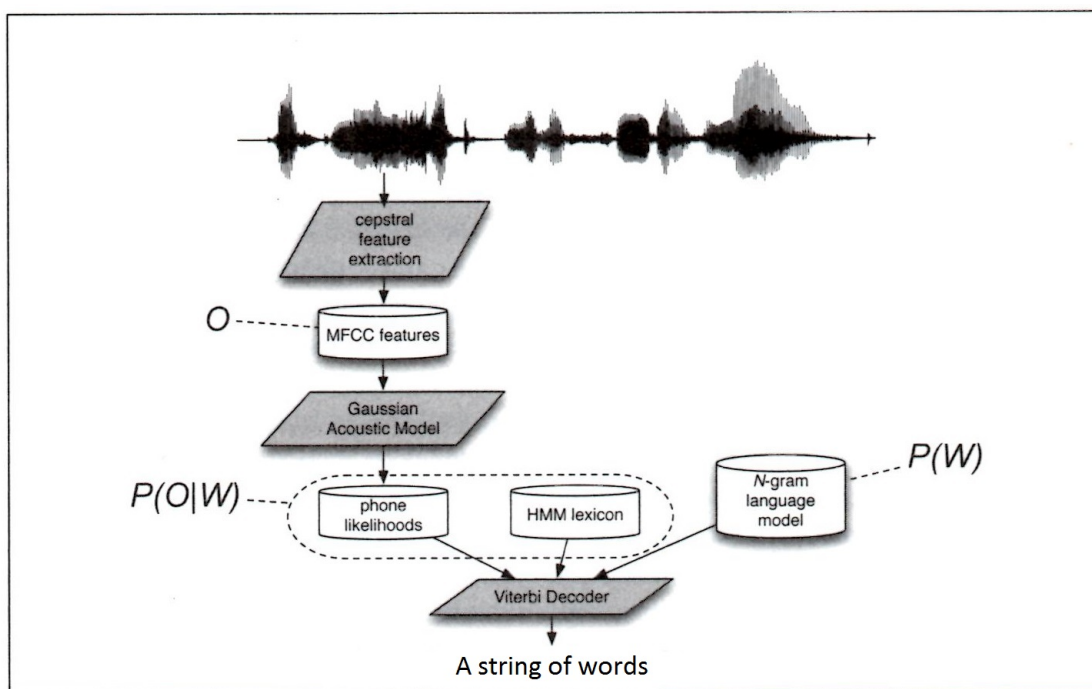 cepstral
feature
extraction
O
MFCC features
Gaussian
Acoustic Model
P(W)
N-gram
language
model
P(O|W)
phone
likelihoods
HMM lexicon
Viterbi Decoder
A string of words